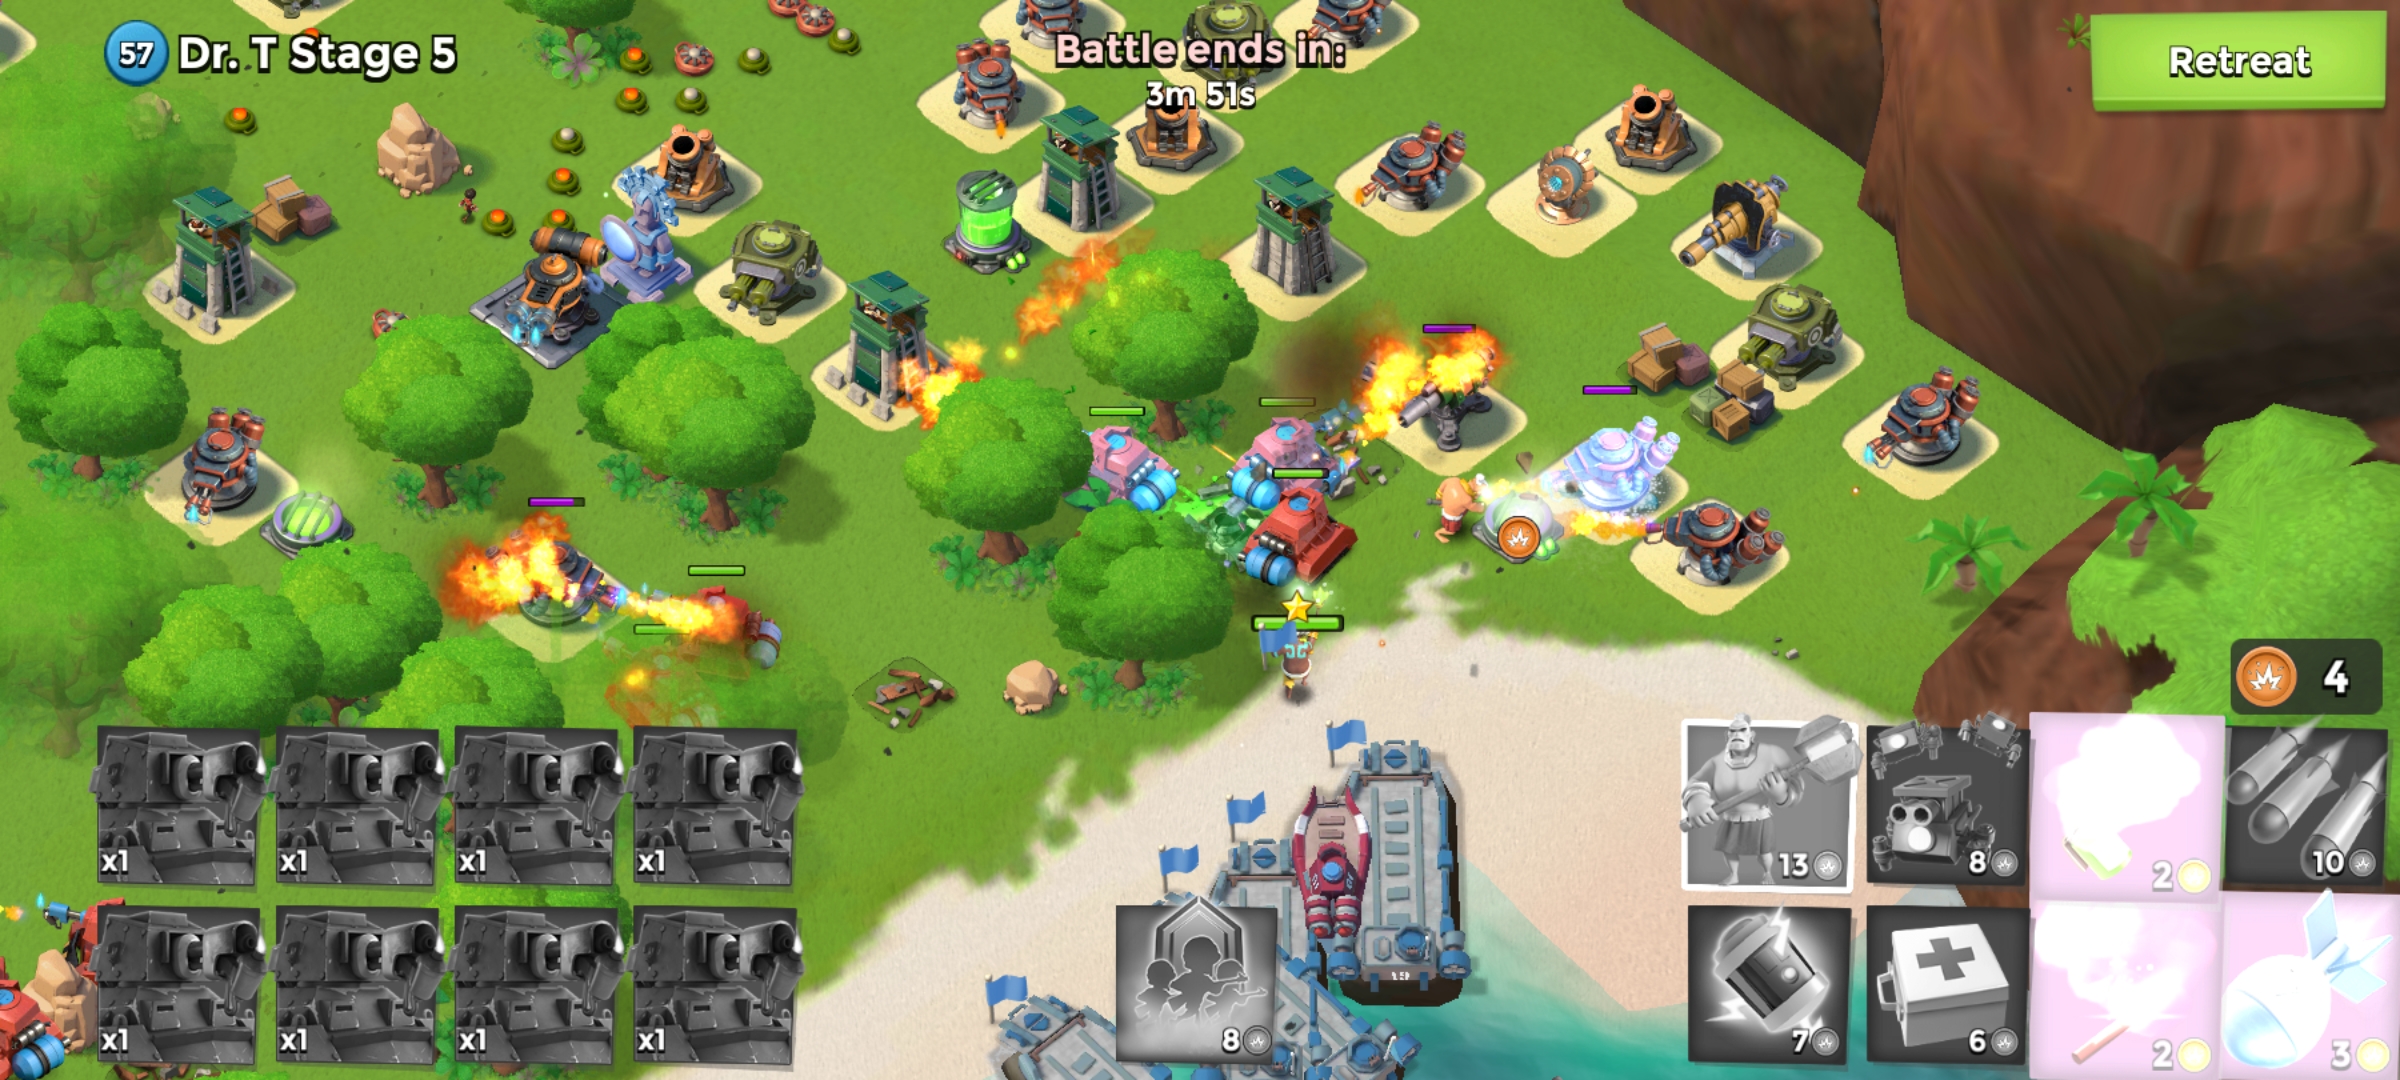 57 Dr. T Stage 5
Battle ends in:
3m 51s
Retreat
4
x1 x1 x1 x1
13 8 2 10
x1 x1 x1 x1
8
7 6 2 3